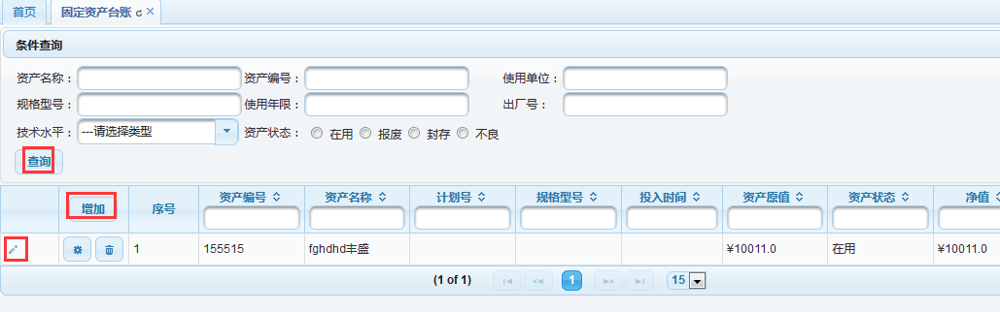 首页 固定资产台账
条件查询
资产名称： 资产编号： 使用单位：
规格型号： 使用年限： 出厂号：
技术水平： ---请选择类型 资产状态： 在用 报废 封存 不良
查询
增加 序号 资产编号 资产名称 计划号 规格型号 投入时间 资产原值 资产状态 净值
1 155515 fghdhd丰盛 ¥10011.0 在用 ¥10011.0
(1 of 1) 1 15